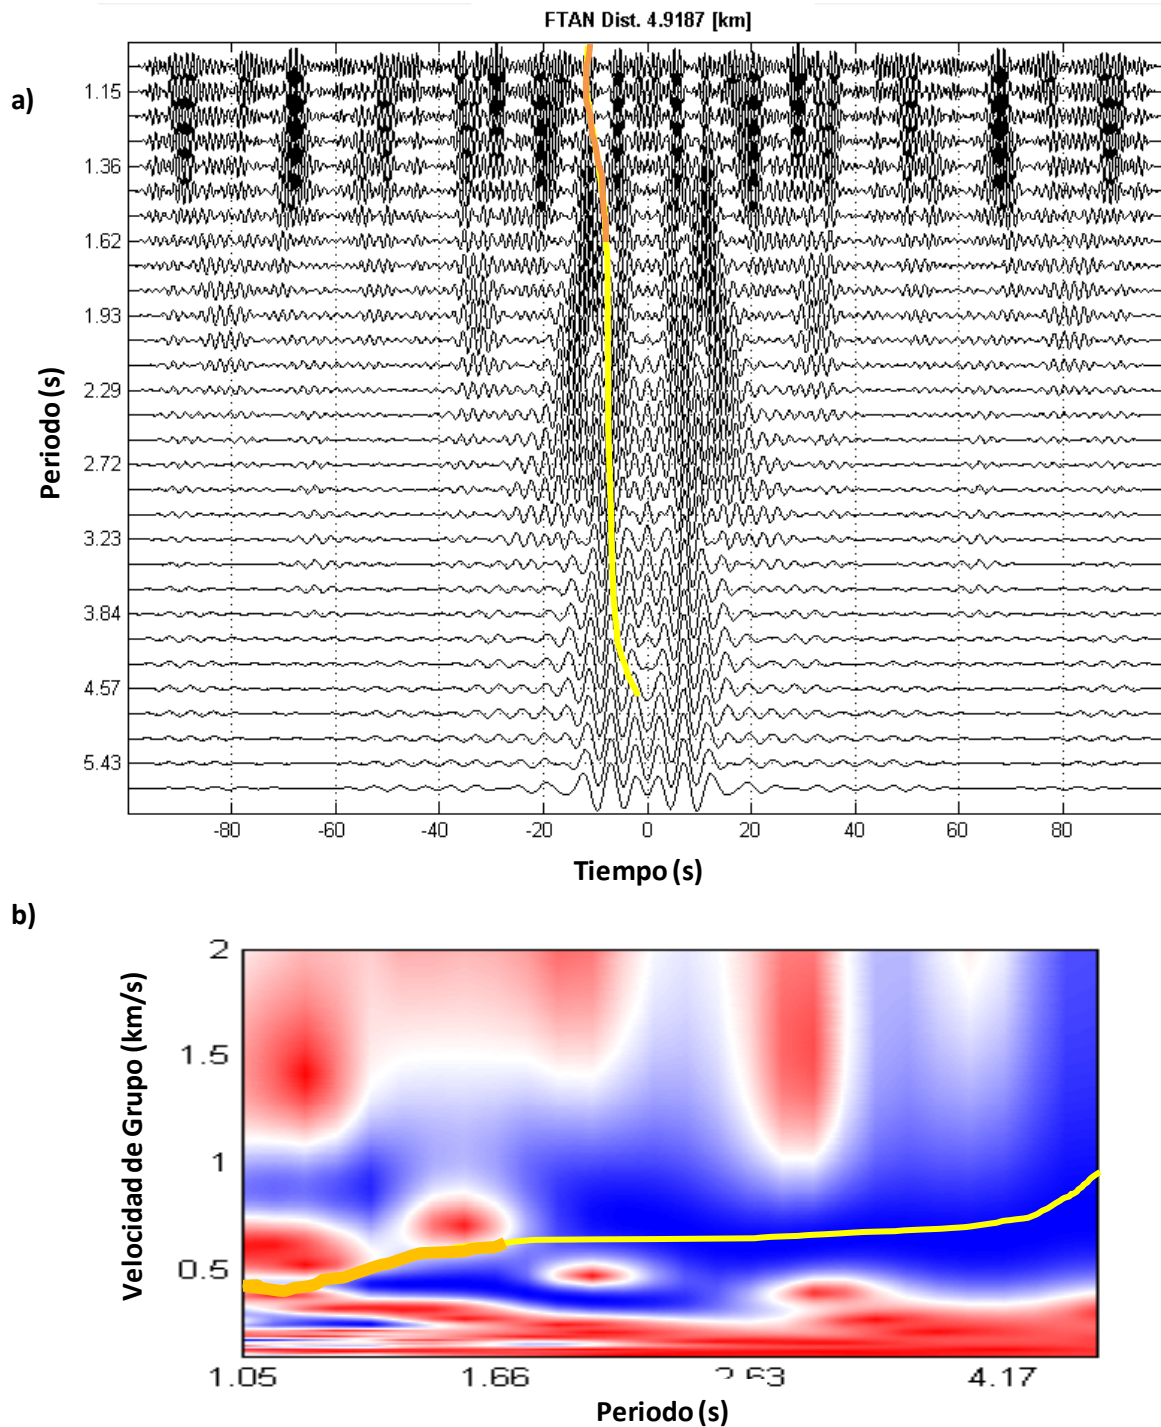 FTAN Dist. 4.9187 [km]
a)
1.15
1.36
1.62
1.93
2.29
2.72
3.23
3.84
4.57
5.43
Periodo (s)
-80 -60 -40 -20 0 20 40 60 80
Tiempo (s)
b)
2
1.5
1
0.5
Velocidad de Grupo (km/s)
1.05 1.66 2.63 4.17
Periodo (s)